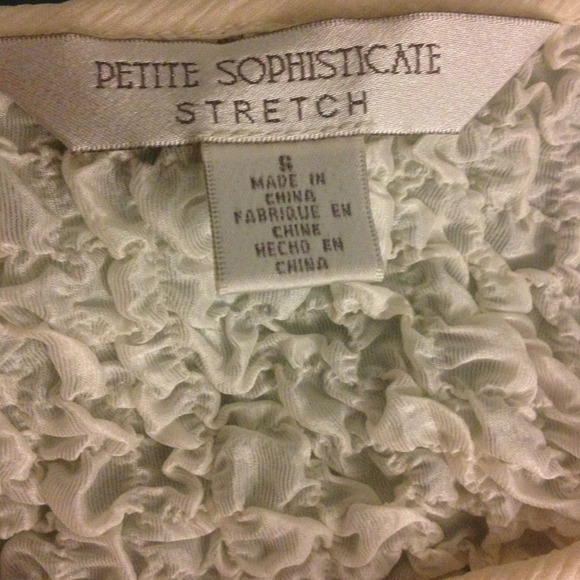 PETITE SOPHISTICATE
STRETCH
S
MADE IN
CHINA
FABRIQUE EN
CHINE
HECHO EN
CHINA